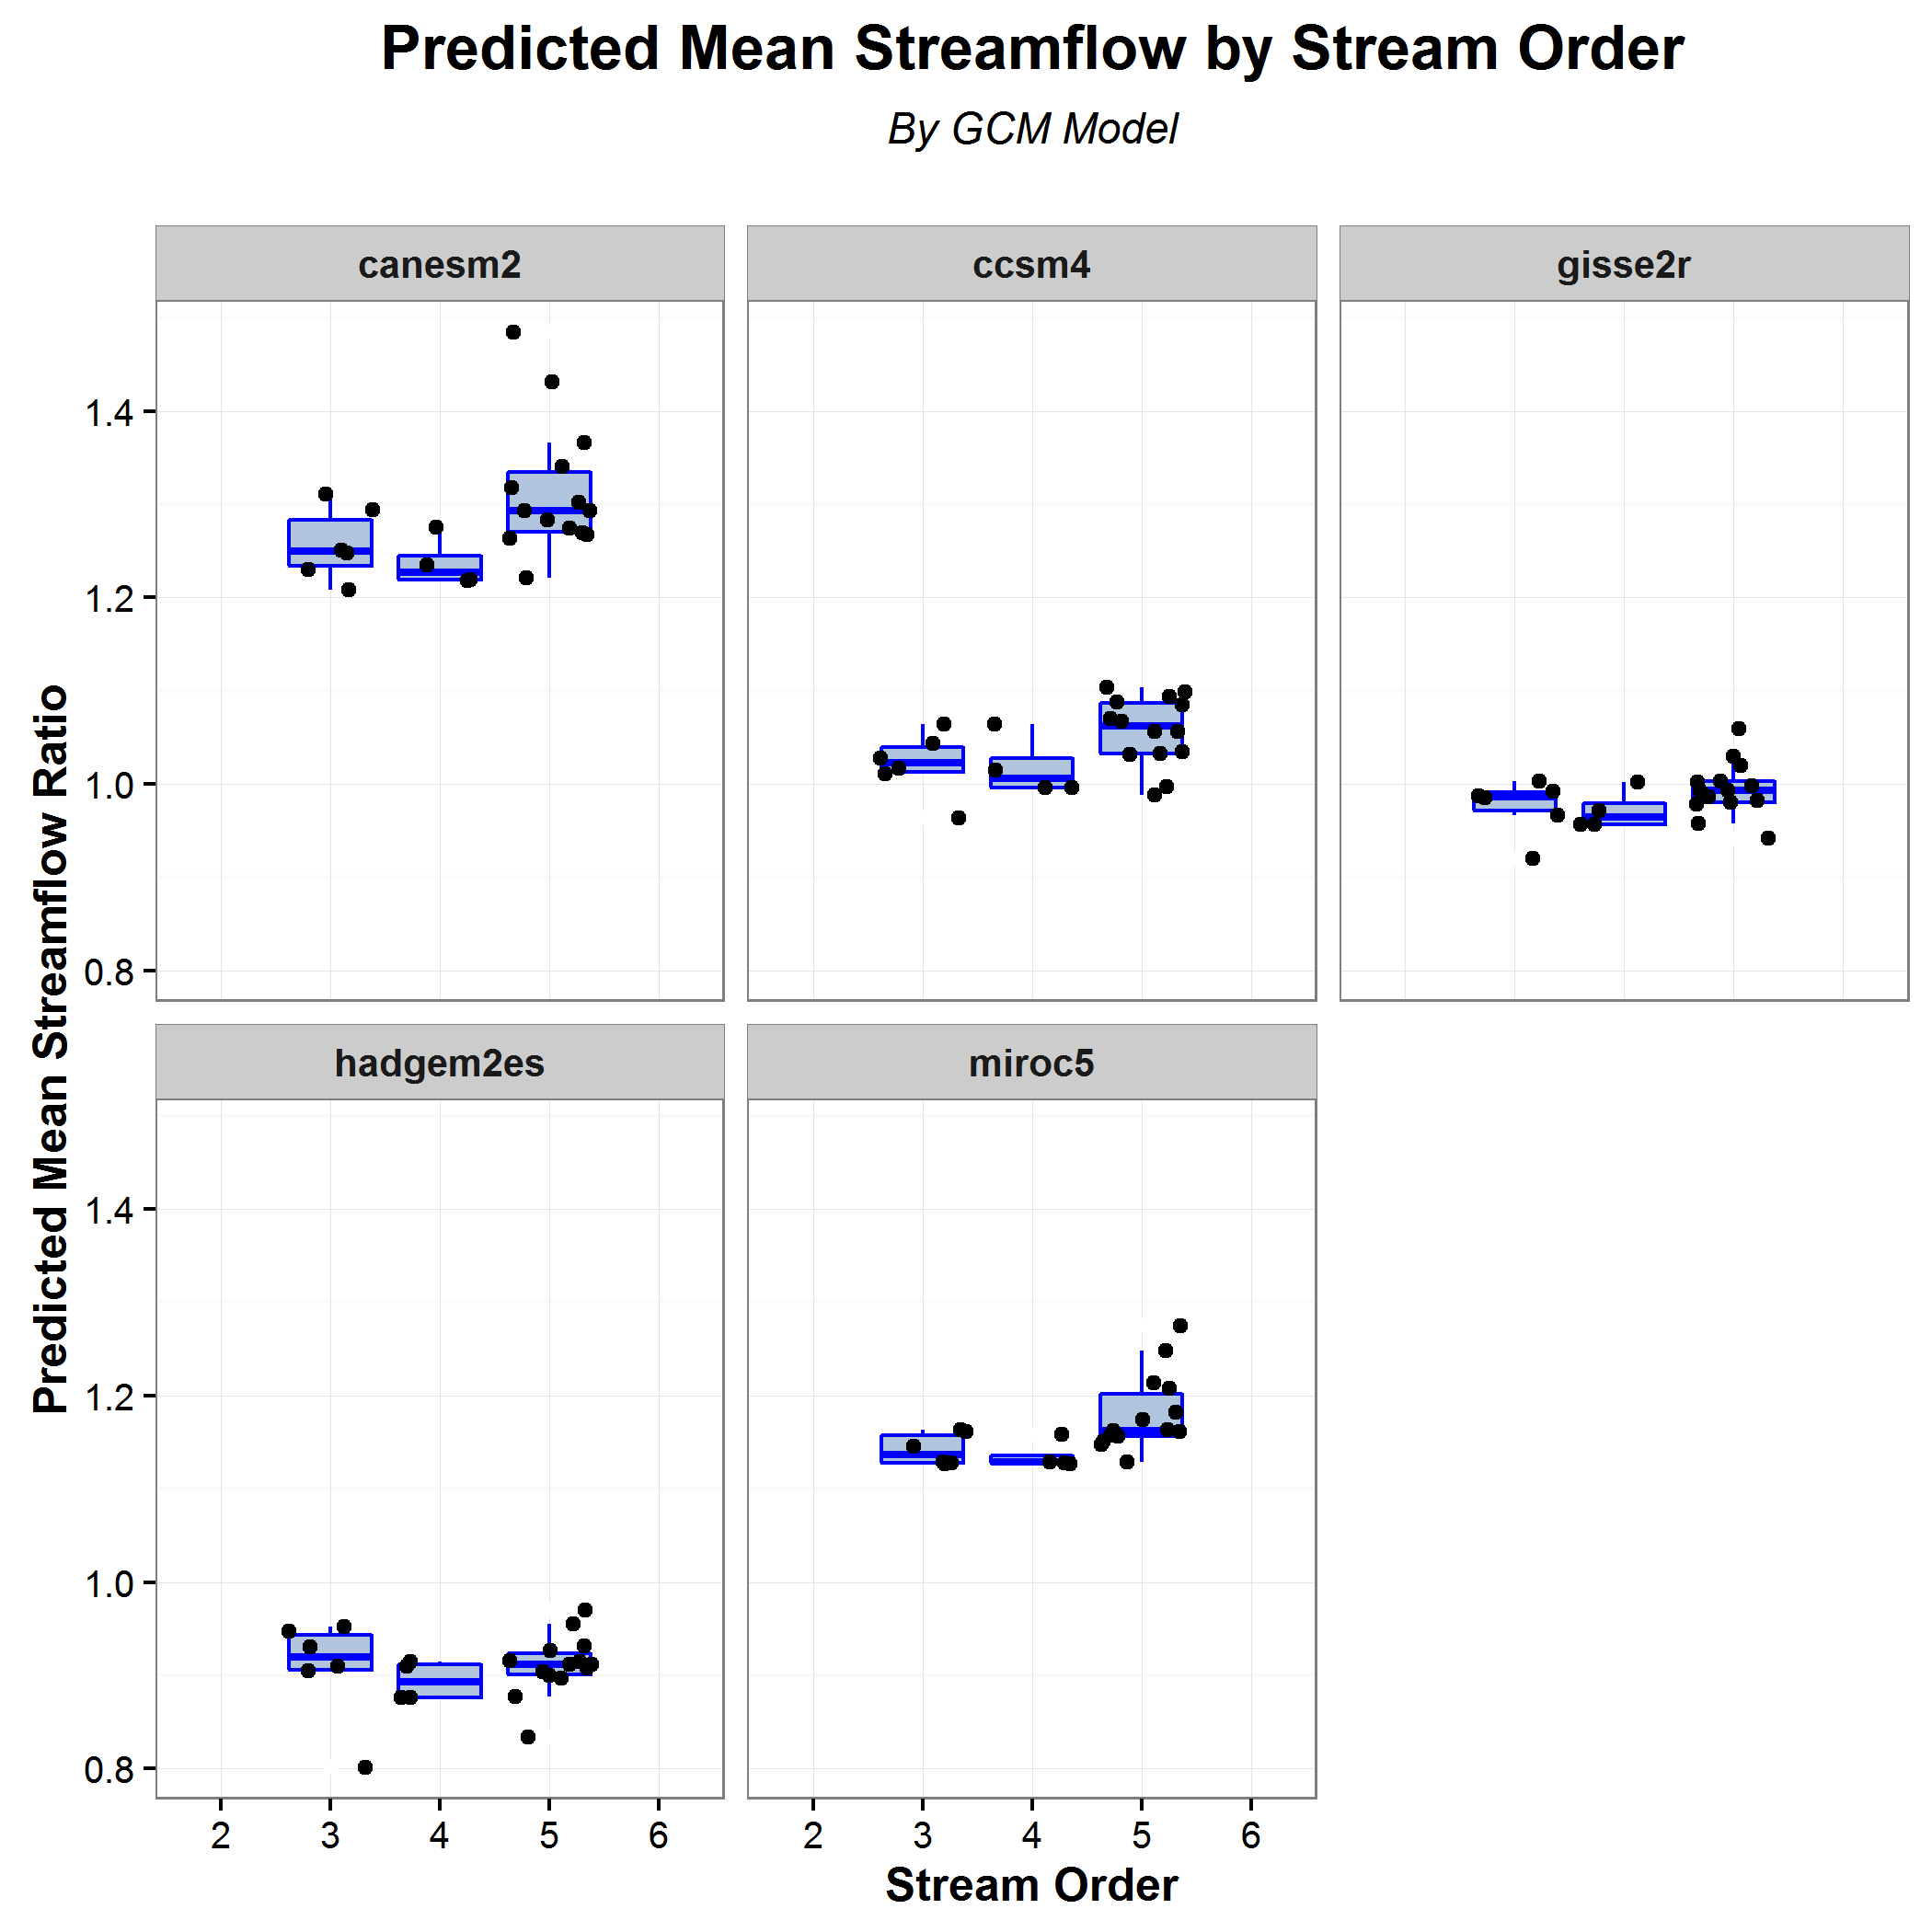 Predicted Mean Streamflow by Stream Order
By GCM Model
canesm2
ccsm4
gisse2r
1.4
1.2
1.0
0.8
hadgem2es
miroc5
1.4
1.2
1.0
0.8
2 3 4 5 6
2 3 4 5 6
Stream Order
Predicted Mean Streamflow Ratio